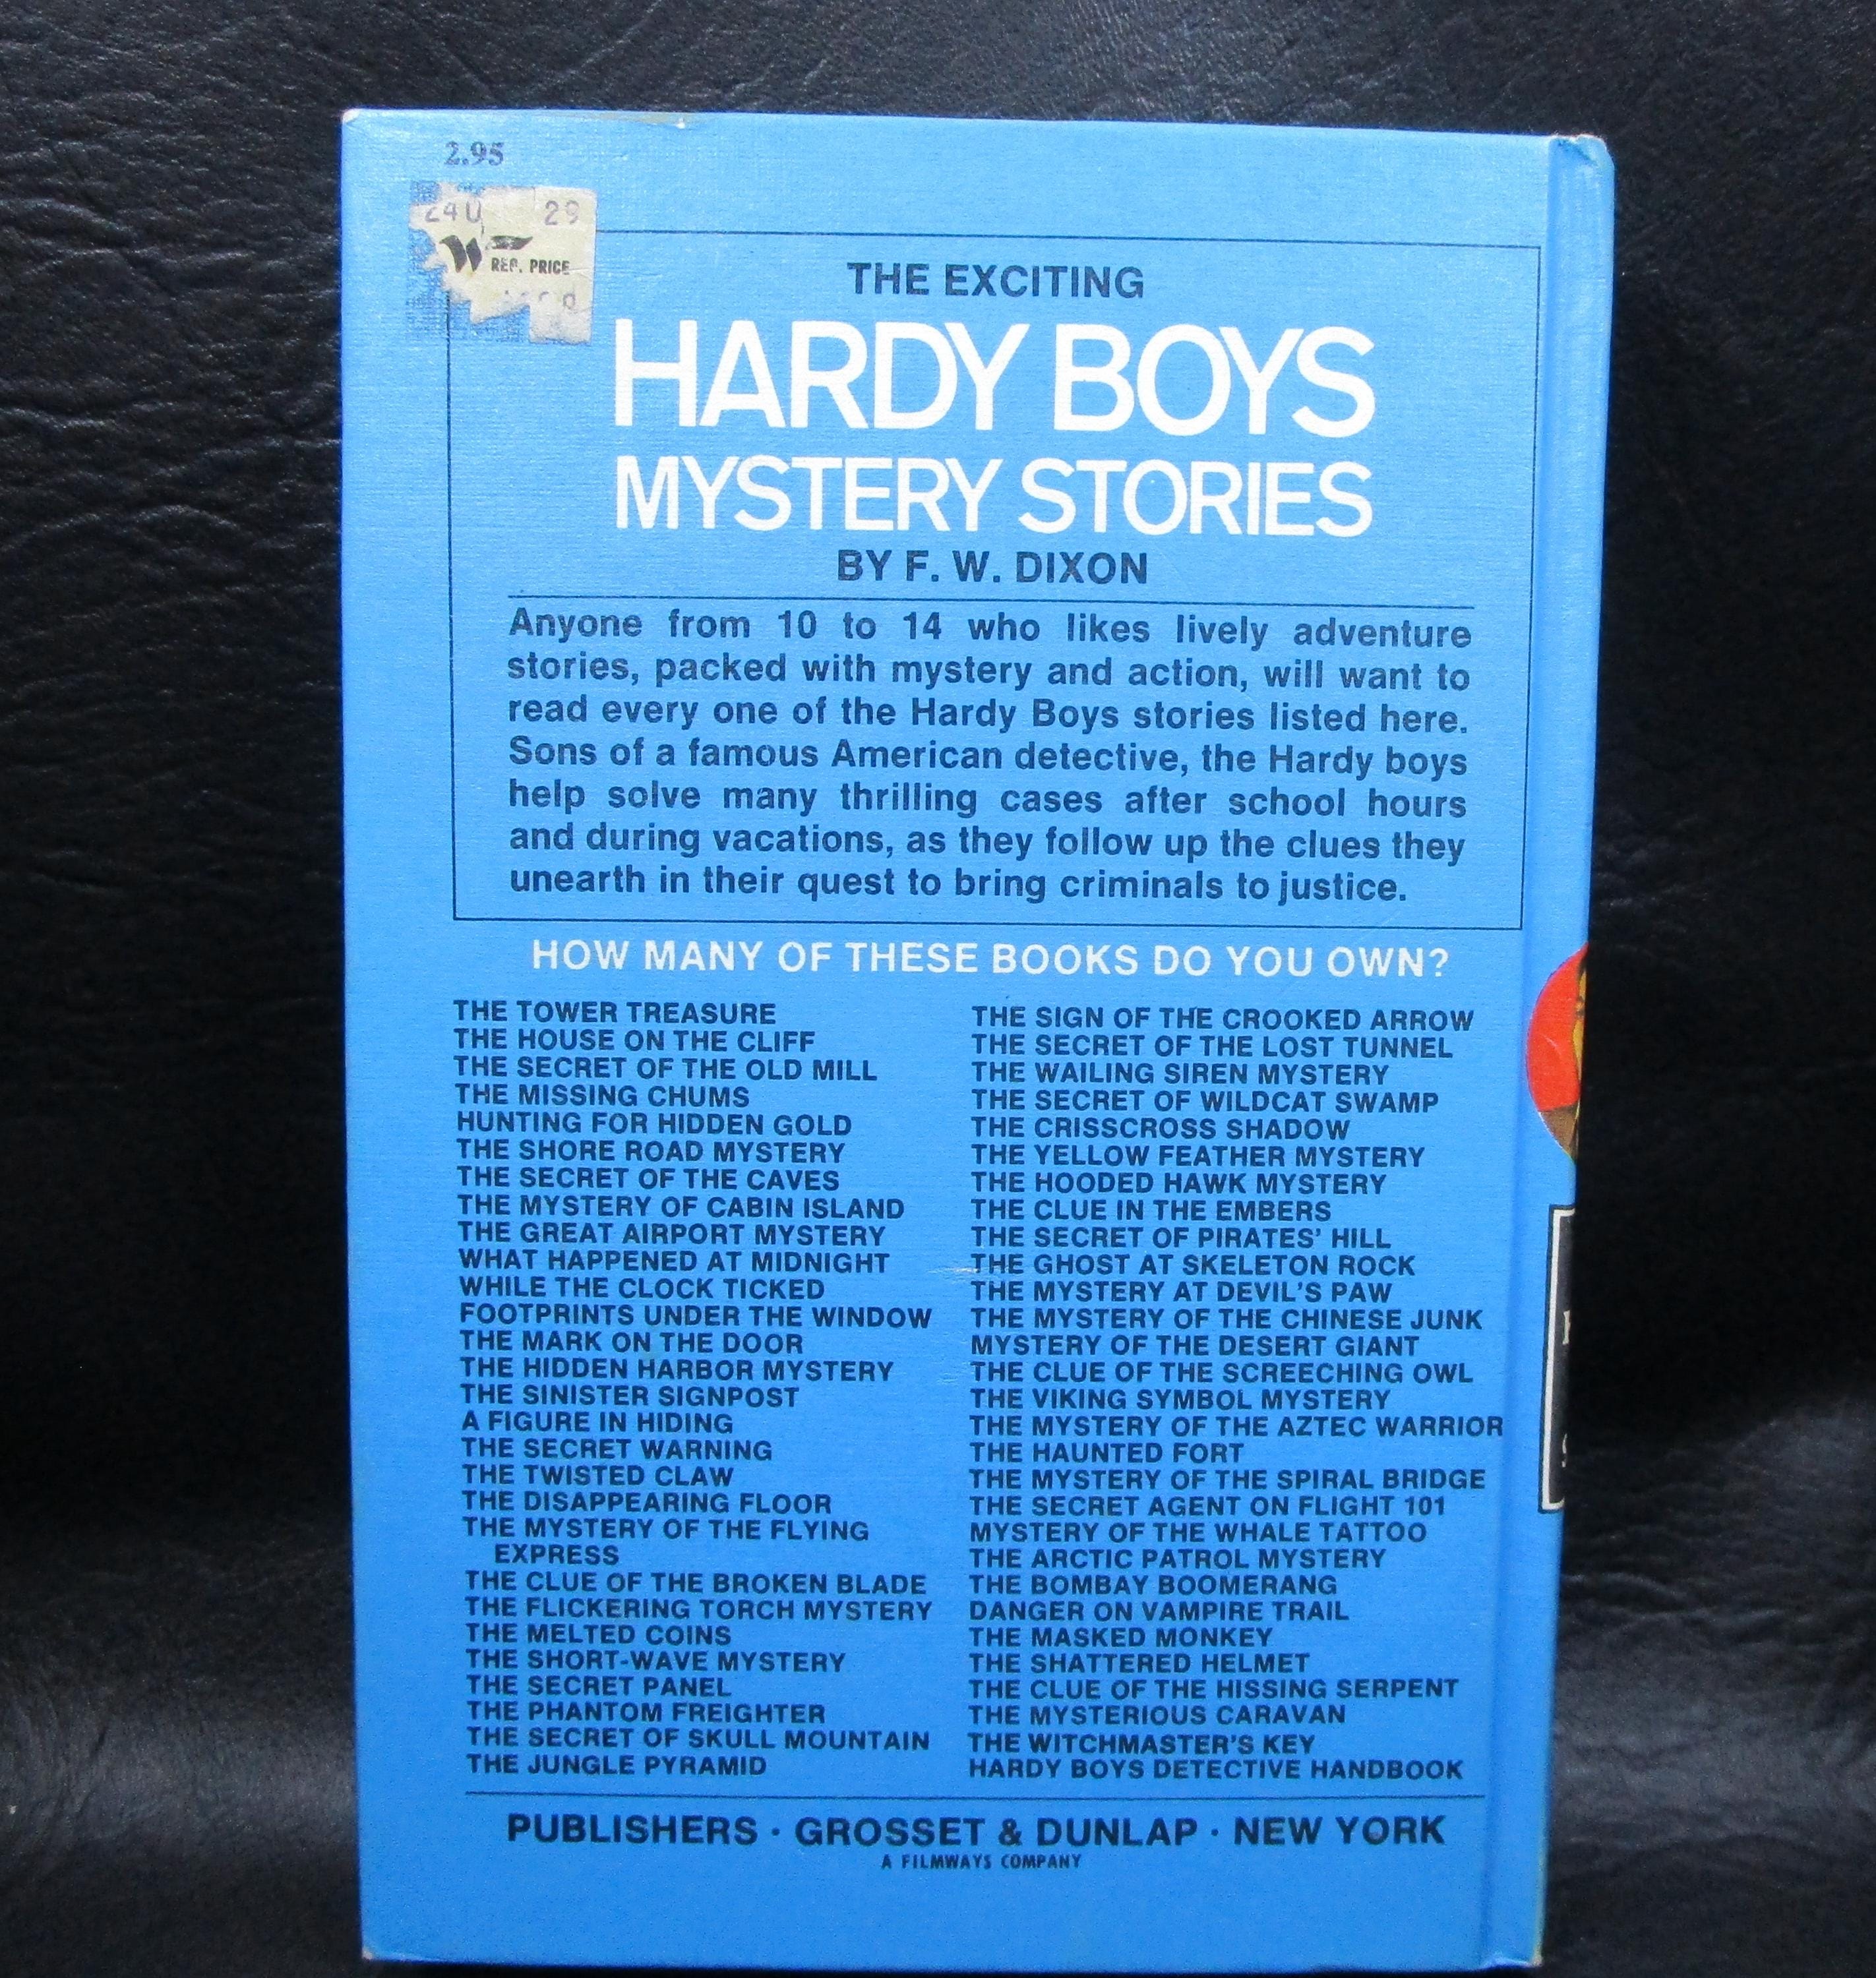 2.95
240 29
W REG. PRICE
THE EXCITING
HARDY BOYS
MYSTERY STORIES
BY F. W. DIXON
Anyone from 10 to 14 who likes lively adventure
stories, packed with mystery and action, will want to
read every one of the Hardy Boys stories listed here.
Sons of a famous American detective, the Hardy boys
help solve many thrilling cases after school hours
and during vacations, as they follow up the clues they
unearth in their quest to bring criminals to justice.
HOW MANY OF THESE BOOKS DO YOU OWN?
THE TOWER TREASURE
THE HOUSE ON THE CLIFF
THE SECRET OF THE OLD MILL
THE MISSING CHUMS
HUNTING FOR HIDDEN GOLD
THE SHORE ROAD MYSTERY
THE SECRET OF THE CAVES
THE MYSTERY OF CABIN ISLAND
THE GREAT AIRPORT MYSTERY
WHAT HAPPENED AT MIDNIGHT
WHILE THE CLOCK TICKED
FOOTPRINTS UNDER THE WINDOW
THE MARK ON THE DOOR
THE HIDDEN HARBOR MYSTERY
THE SINISTER SIGNPOST
A FIGURE IN HIDING
THE SECRET WARNING
THE TWISTED CLAW
THE DISAPPEARING FLOOR
THE MYSTERY OF THE FLYING
EXPRESS
THE CLUE OF THE BROKEN BLADE
THE FLICKERING TORCH MYSTERY
THE MELTED COINS
THE SHORT-WAVE MYSTERY
THE SECRET PANEL
THE PHANTOM FREIGHTER
THE SECRET OF SKULL MOUNTAIN
THE JUNGLE PYRAMID
THE SIGN OF THE CROOKED ARROW
THE SECRET OF THE LOST TUNNEL
THE WAILING SIREN MYSTERY
THE SECRET OF WILDCAT SWAMP
THE CRISSCROSS SHADOW
THE YELLOW FEATHER MYSTERY
THE HOODED HAWK MYSTERY
THE CLUE IN THE EMBERS
THE SECRET OF PIRATES' HILL
THE GHOST AT SKELETON ROCK
THE MYSTERY AT DEVIL'S PAW
THE MYSTERY OF THE CHINESE JUNK
MYSTERY OF THE DESERT GIANT
THE CLUE OF THE SCREECHING OWL
THE VIKING SYMBOL MYSTERY
THE MYSTERY OF THE AZTEC WARRIOR
THE HAUNTED FORT
THE MYSTERY OF THE SPIRAL BRIDGE
THE SECRET AGENT ON FLIGHT 101
MYSTERY OF THE WHALE TATTOO
THE ARCTIC PATROL MYSTERY
THE BOMBAY BOOMERANG
DANGER ON VAMPIRE TRAIL
THE MASKED MONKEY
THE SHATTERED HELMET
THE CLUE OF THE HISSING SERPENT
THE MYSTERIOUS CARAVAN
THE WITCHMASTER'S KEY
HARDY BOYS DETECTIVE HANDBOOK
PUBLISHERS · GROSSET & DUNLAP · NEW YORK
A FILMWAYS COMPANY